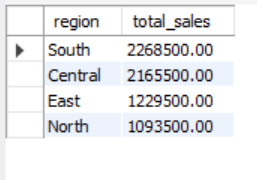 region total_sales
South 2268500.00
Central 2165500.00
East 1229500.00
North 1093500.00